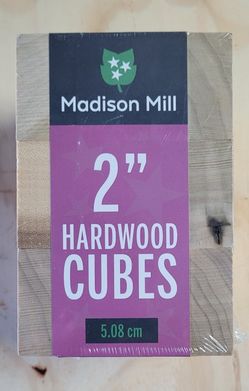 Madison Mill
2”
HARDWOOD
CUBES
5.08 cm